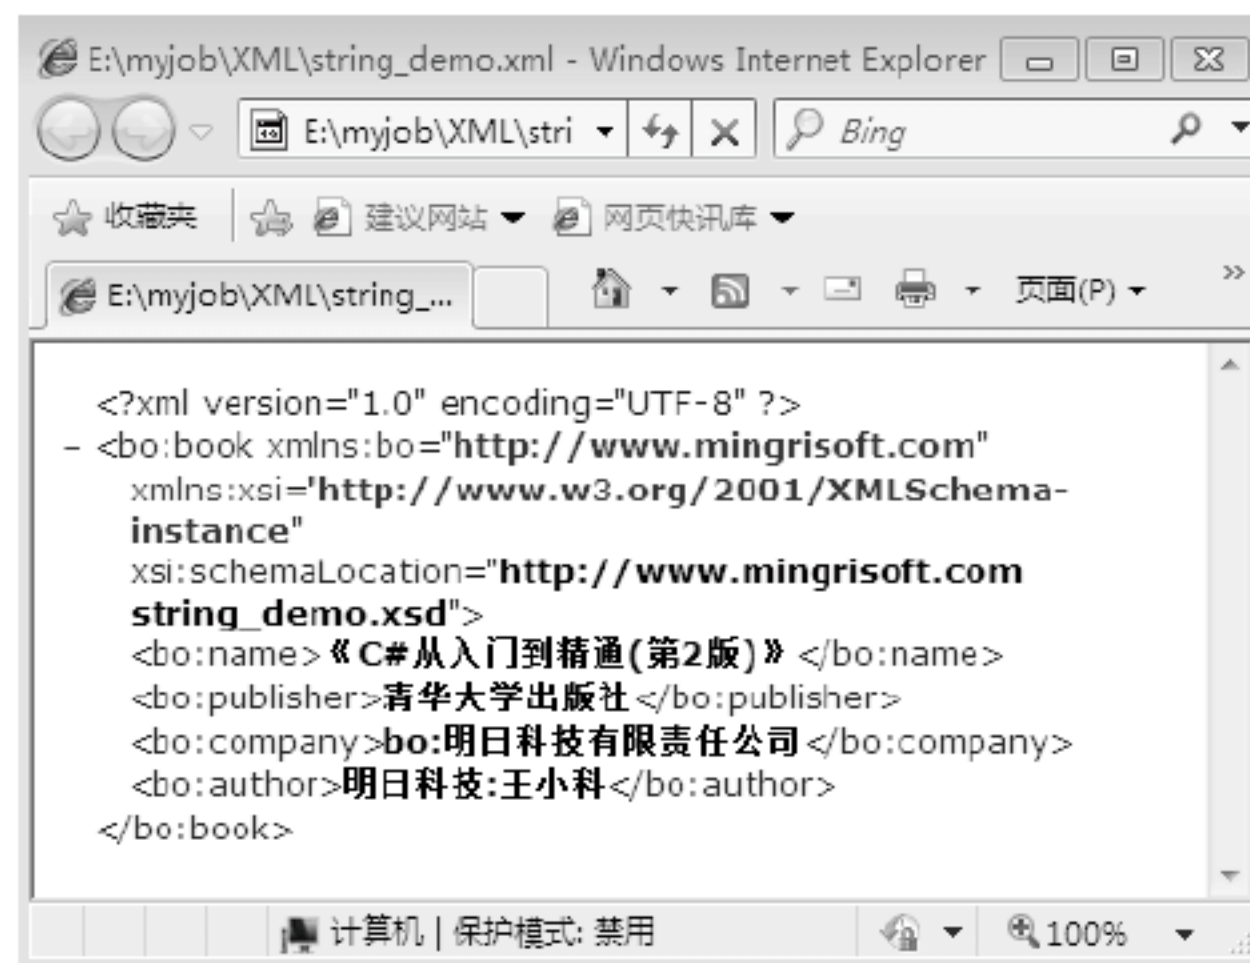 E:\myjob\XML\string_demo.xml - Windows Internet Explorer
E:\myjob\XML\stri Bing
收藏夹 建议网站 网页快讯库
E:\myjob\XML\string_... 页面(P) »
<?xml version="1.0" encoding="UTF-8" ?>
- <bo:book xmlns:bo="http://www.mingrisoft.com"
xmlns:xsi='http://www.w3.org/2001/XMLSchema-
instance"
xsi:schemaLocation="http://www.mingrisoft.com
string_demo.xsd">
<bo:name>《C#从入门到精通(第2版)》</bo:name>
<bo:publisher>清华大学出版社</bo:publisher>
<bo:company>bo:明日科技有限责任公司</bo:company>
<bo:author>明日科技:王小科</bo:author>
</bo:book>
计算机 | 保护模式: 禁用 100%